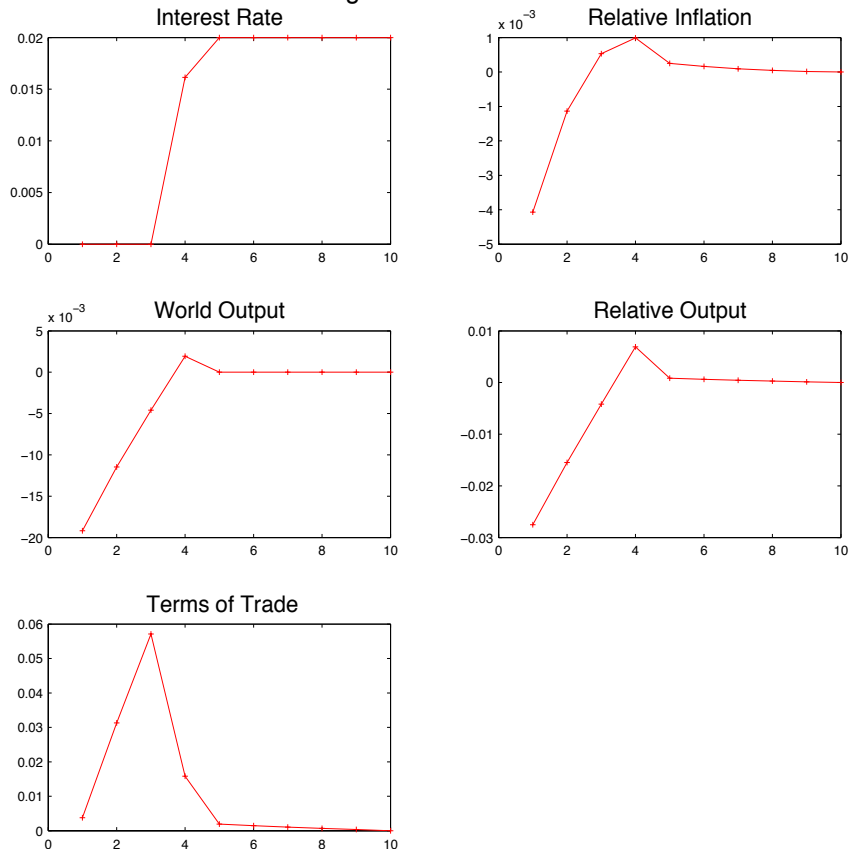 Interest Rate
0.02
0.015
0.01
0.005
0
0 2 4 6 8 10
Relative Inflation
x 10^-3
1
0
−1
−2
−3
−4
−5
0 2 4 6 8 10
World Output
x 10^-3
5
0
−5
−10
−15
−20
0 2 4 6 8 10
Relative Output
0.01
0
−0.01
−0.02
−0.03
0 2 4 6 8 10
Terms of Trade
0.06
0.05
0.04
0.03
0.02
0.01
0
0 2 4 6 8 10